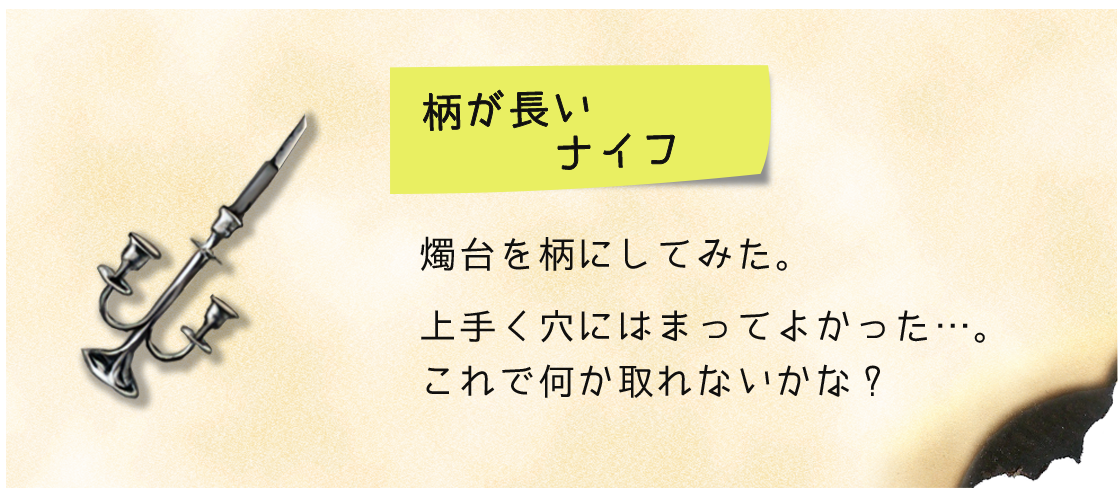 柄が長い
ナイフ
燭台を柄にしてみた。
上手く穴にはまってよかった…。
これで何か取れないかな？